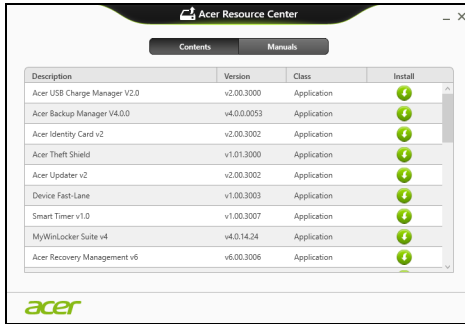 Acer Resource Center
Contents Manuals
Description Version Class Install
Acer USB Charge Manager V2.0 v2.00.3000 Application
Acer Backup Manager V4.0.0 v4.0.0.0053 Application
Acer Identity Card v2 v2.00.3002 Application
Acer Theft Shield v1.01.3000 Application
Acer Updater v2 v2.00.3002 Application
Device Fast-Lane v1.00.3003 Application
Smart Timer v1.0 v1.00.3007 Application
MyWinLocker Suite v4 v4.0.14.24 Application
Acer Recovery Management v6 v6.00.3006 Application
acer